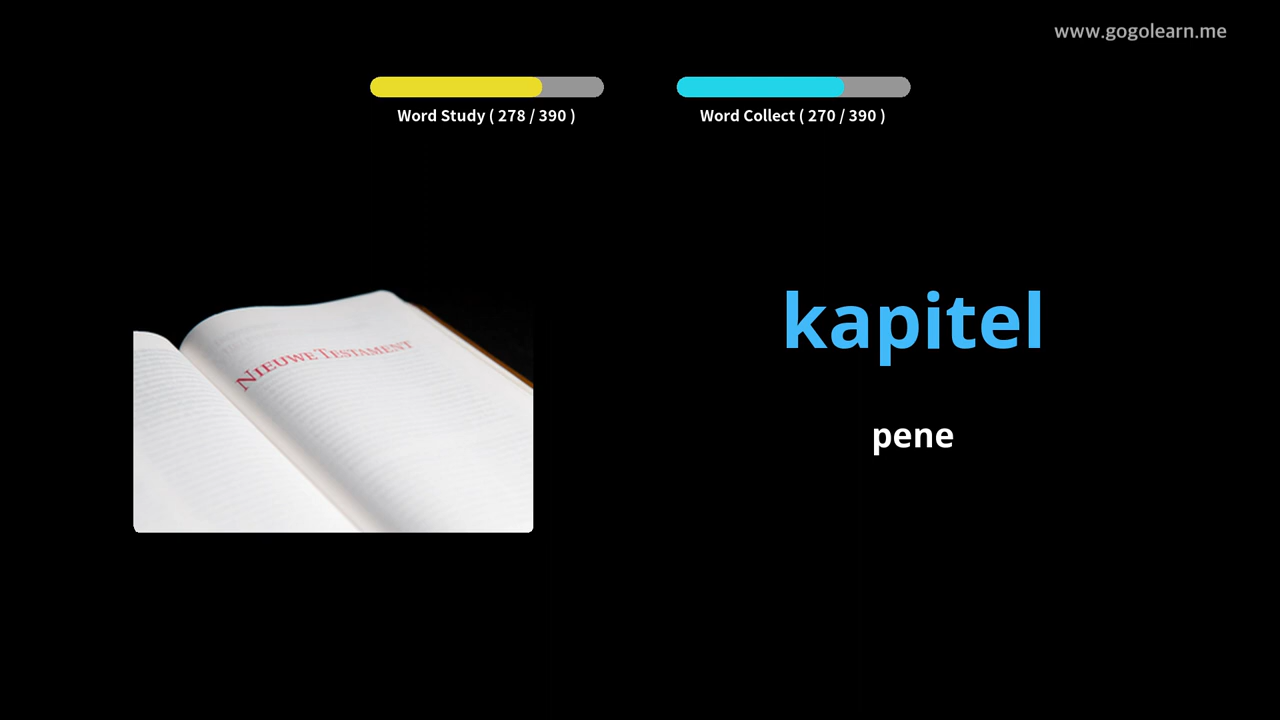 www.gogolearn.me
Word Study ( 278 / 390 )
Word Collect ( 270 / 390 )
NIEUWE TESTAMENT
kapitel
pene